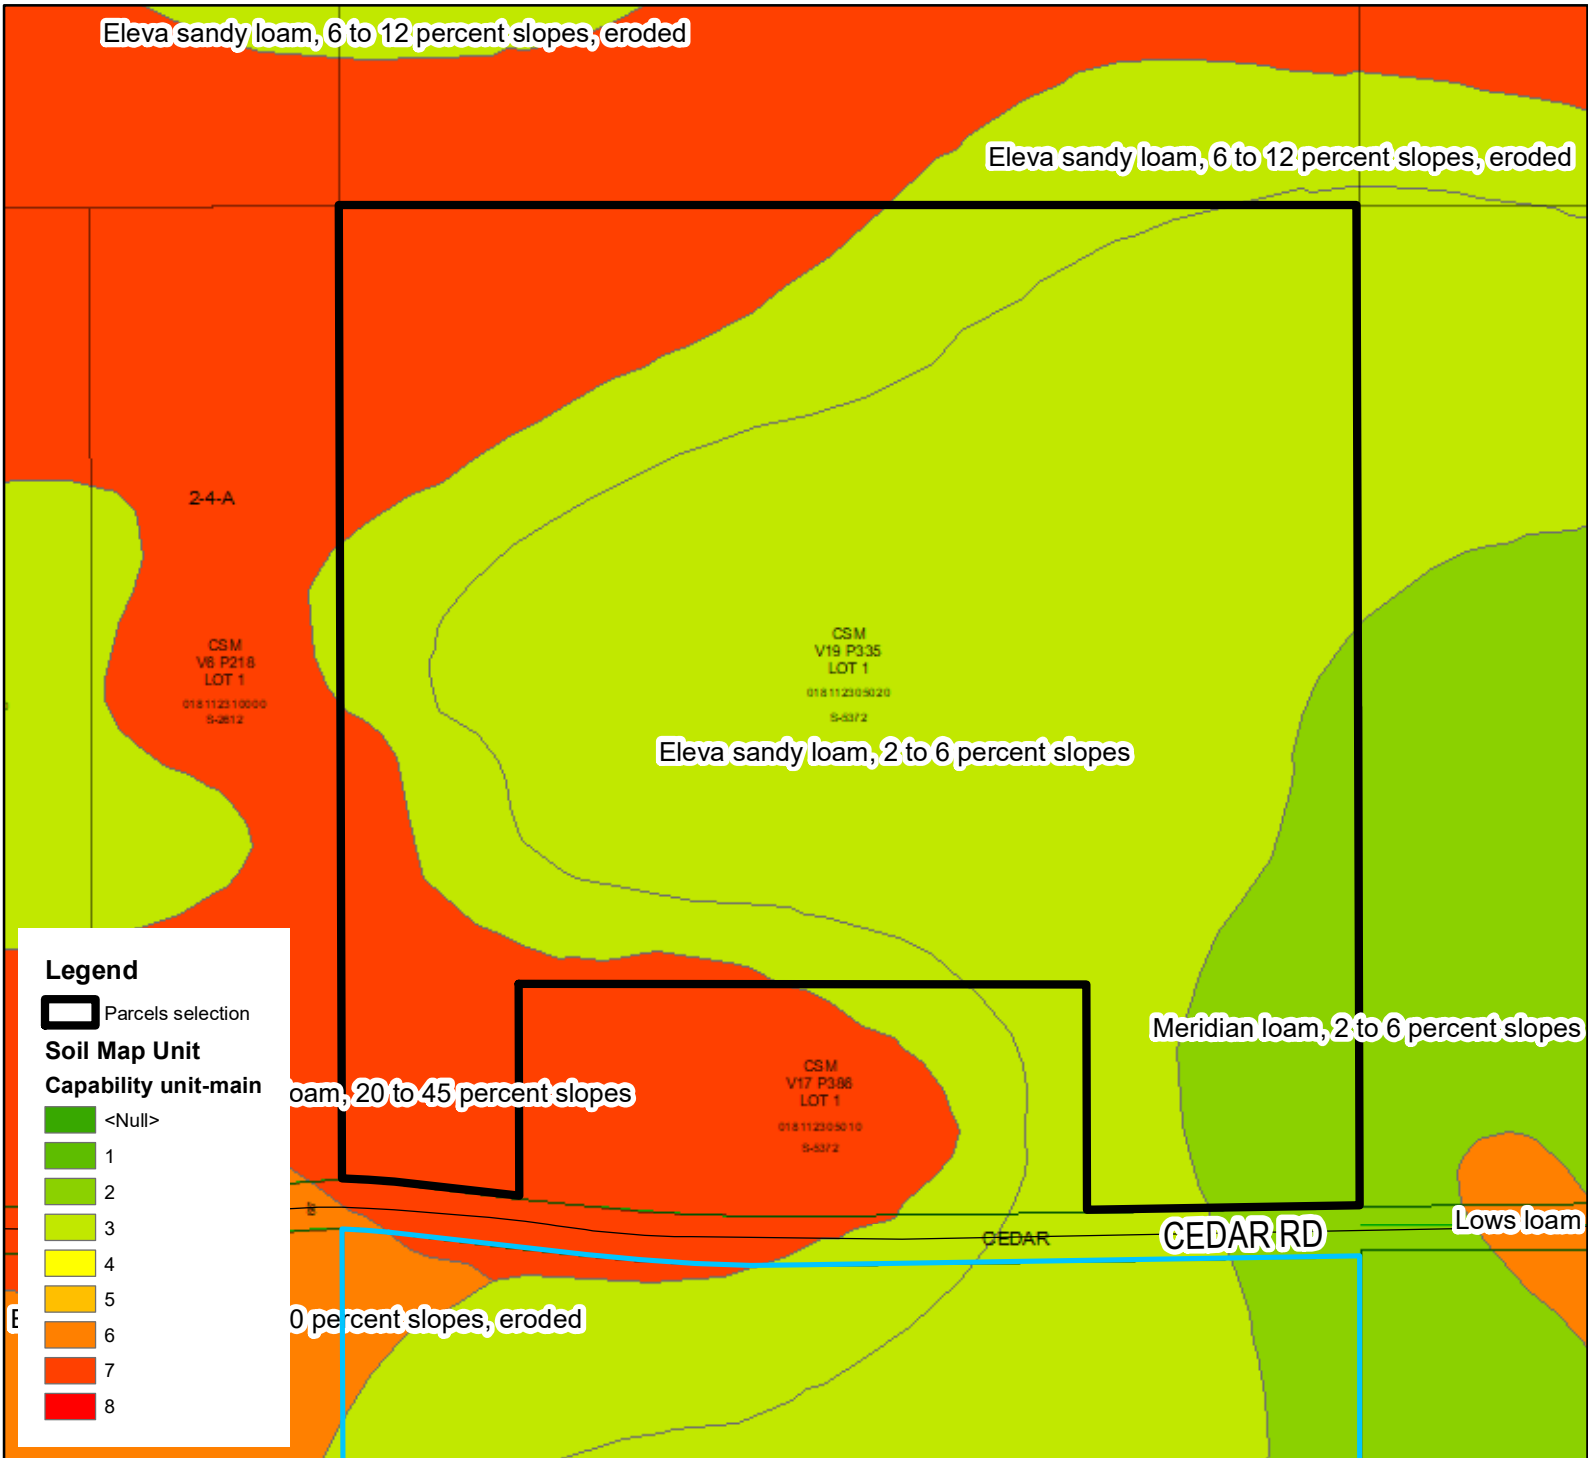 Eleva sandy loam, 6 to 12 percent slopes, eroded
Eleva sandy loam, 6 to 12 percent slopes, eroded
2-4-A
CSM
V6 P218
LOT 1
018112310000
S-2612
CSM
V19 P335
LOT 1
018112305020
S-5372
Eleva sandy loam, 2 to 6 percent slopes
Meridian loam, 2 to 6 percent slopes
oam, 20 to 45 percent slopes
CSM
V17 P386
LOT 1
018112305010
S-5372
CEDAR
CEDAR RD
Lows loam
E
0 percent slopes, eroded
Legend
Parcels selection
Soil Map Unit
Capability unit-main
<Null>
1
2
3
4
5
6
7
8